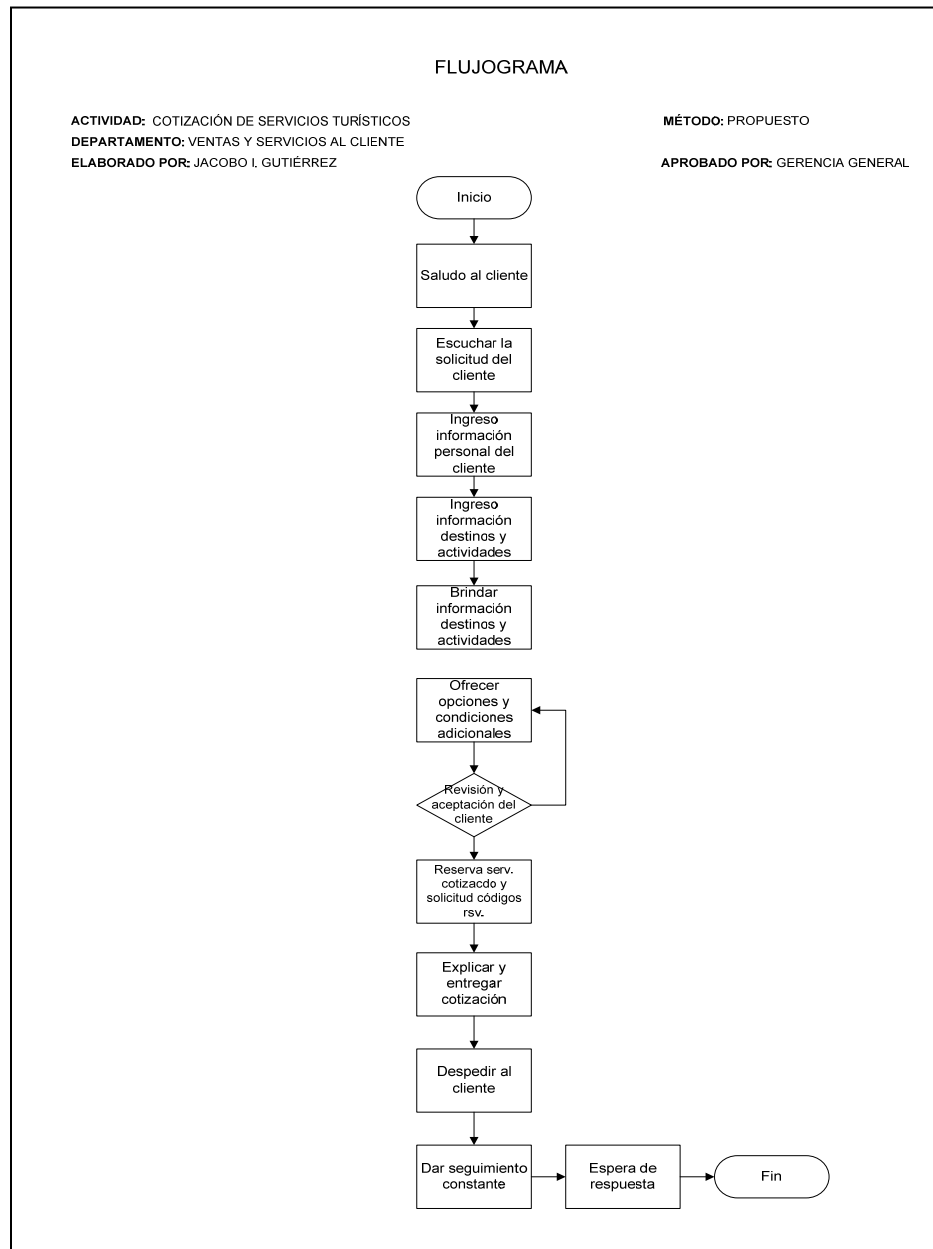 FLUJOGRAMA
ACTIVIDAD: COTIZACIÓN DE SERVICIOS TURÍSTICOS
MÉTODO: PROPUESTO
DEPARTAMENTO: VENTAS Y SERVICIOS AL CLIENTE
ELABORADO POR: JACOBO I. GUTIÉRREZ
APROBADO POR: GERENCIA GENERAL
Inicio
Saludo al cliente
Escuchar la
solicitud del
cliente
Ingreso
información
personal del
cliente
Ingreso
información
destinos y
actividades
Brindar
información
destinos y
actividades
Ofrecer
opciones y
condiciones
adicionales
Revisión y
aceptación del
cliente
Reserva serv.
cotizacdo y
solicitud códigos
rsv.
Explicar y
entregar
cotización
Despedir al
cliente
Dar seguimiento
constante
Espera de
respuesta
Fin